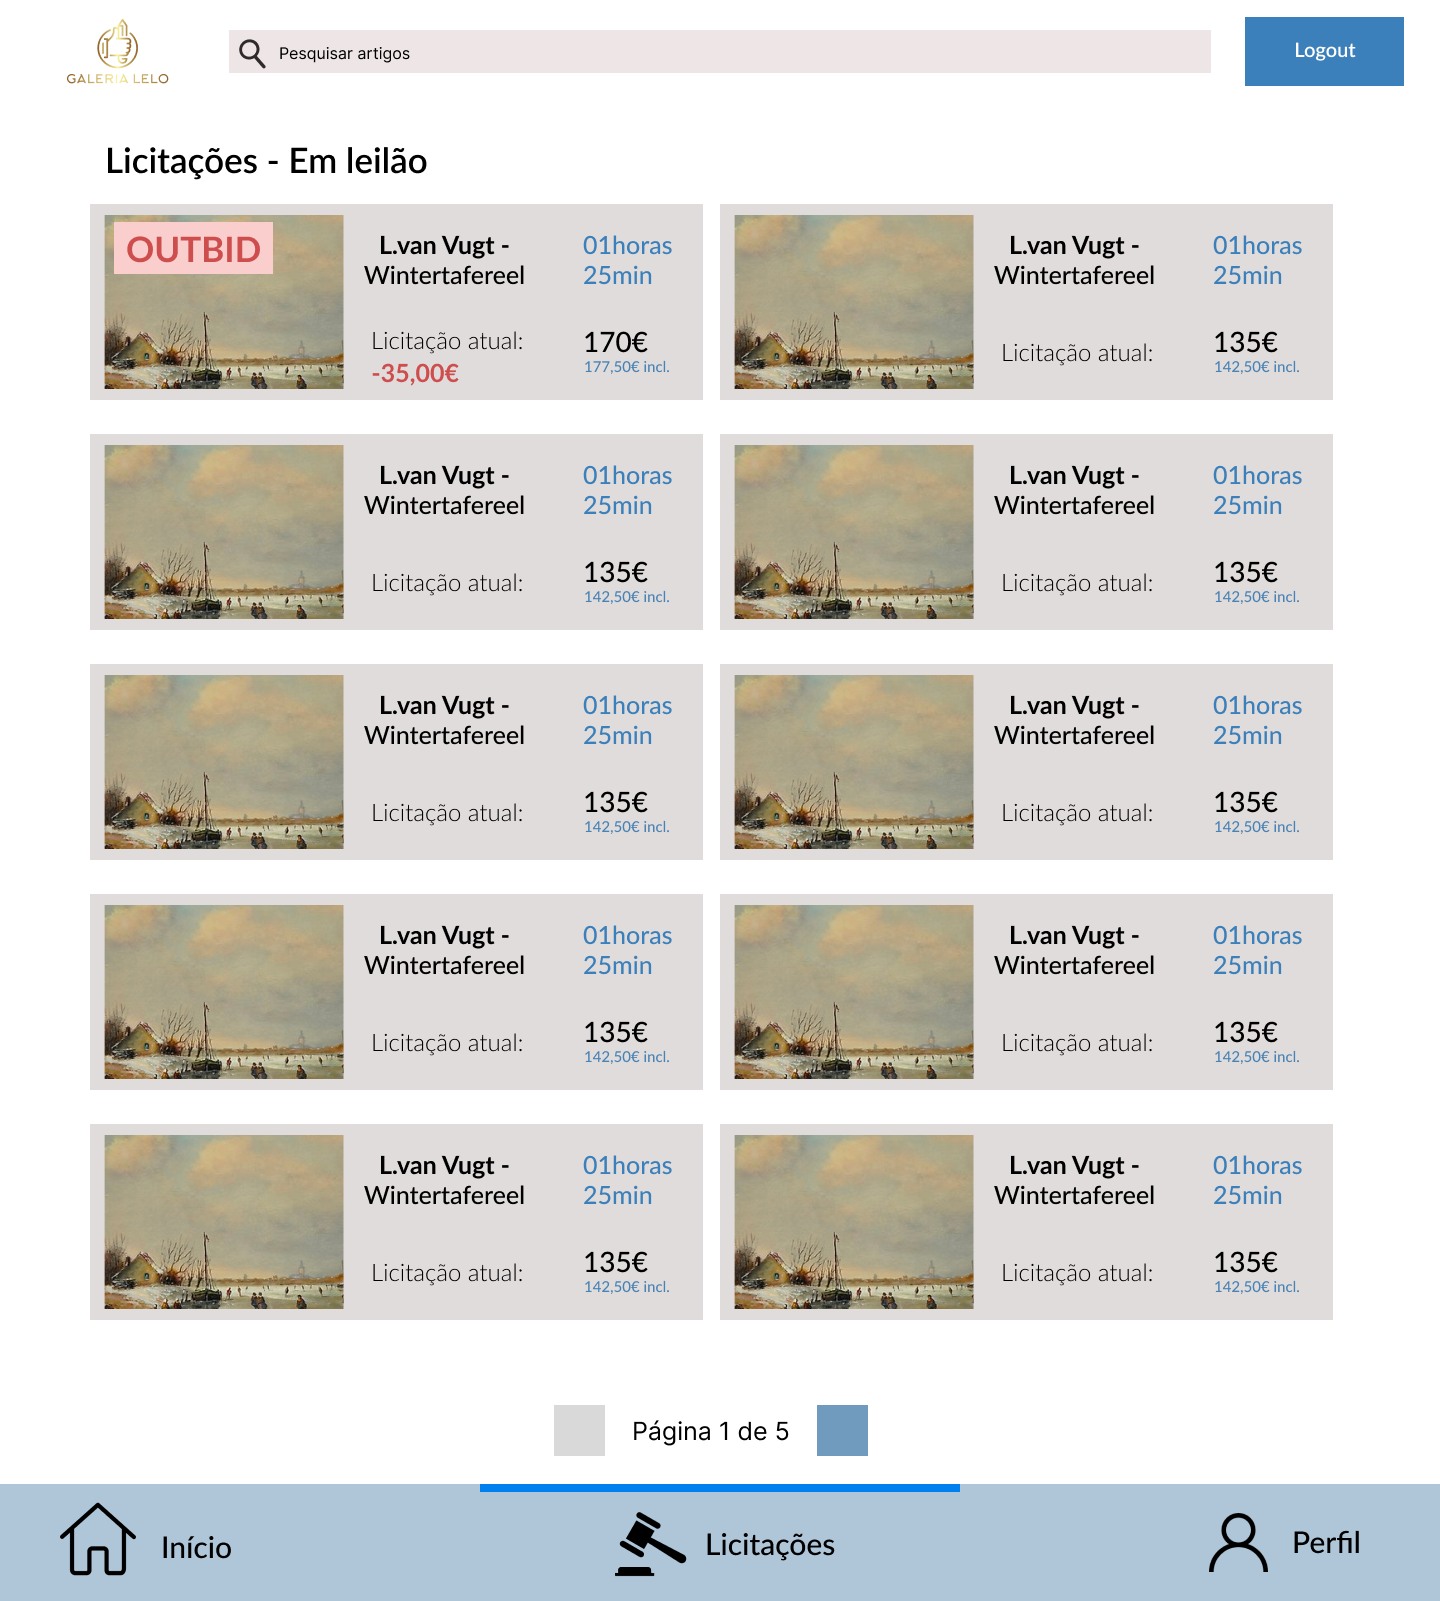 GALERIA LELO
Pesquisar artigos
Logout
Licitações - Em leilão
OUTBID
L.van Vugt -
Wintertafereel
01horas
25min
Licitação atual:
-35,00€
170€
177,50€ incl.
L.van Vugt -
Wintertafereel
01horas
25min
Licitação atual:
135€
142,50€ incl.
L.van Vugt -
Wintertafereel
01horas
25min
Licitação atual:
135€
142,50€ incl.
L.van Vugt -
Wintertafereel
01horas
25min
Licitação atual:
135€
142,50€ incl.
L.van Vugt -
Wintertafereel
01horas
25min
Licitação atual:
135€
142,50€ incl.
L.van Vugt -
Wintertafereel
01horas
25min
Licitação atual:
135€
142,50€ incl.
L.van Vugt -
Wintertafereel
01horas
25min
Licitação atual:
135€
142,50€ incl.
L.van Vugt -
Wintertafereel
01horas
25min
Licitação atual:
135€
142,50€ incl.
L.van Vugt -
Wintertafereel
01horas
25min
Licitação atual:
135€
142,50€ incl.
L.van Vugt -
Wintertafereel
01horas
25min
Licitação atual:
135€
142,50€ incl.
Página 1 de 5
Início
Licitações
Perfil